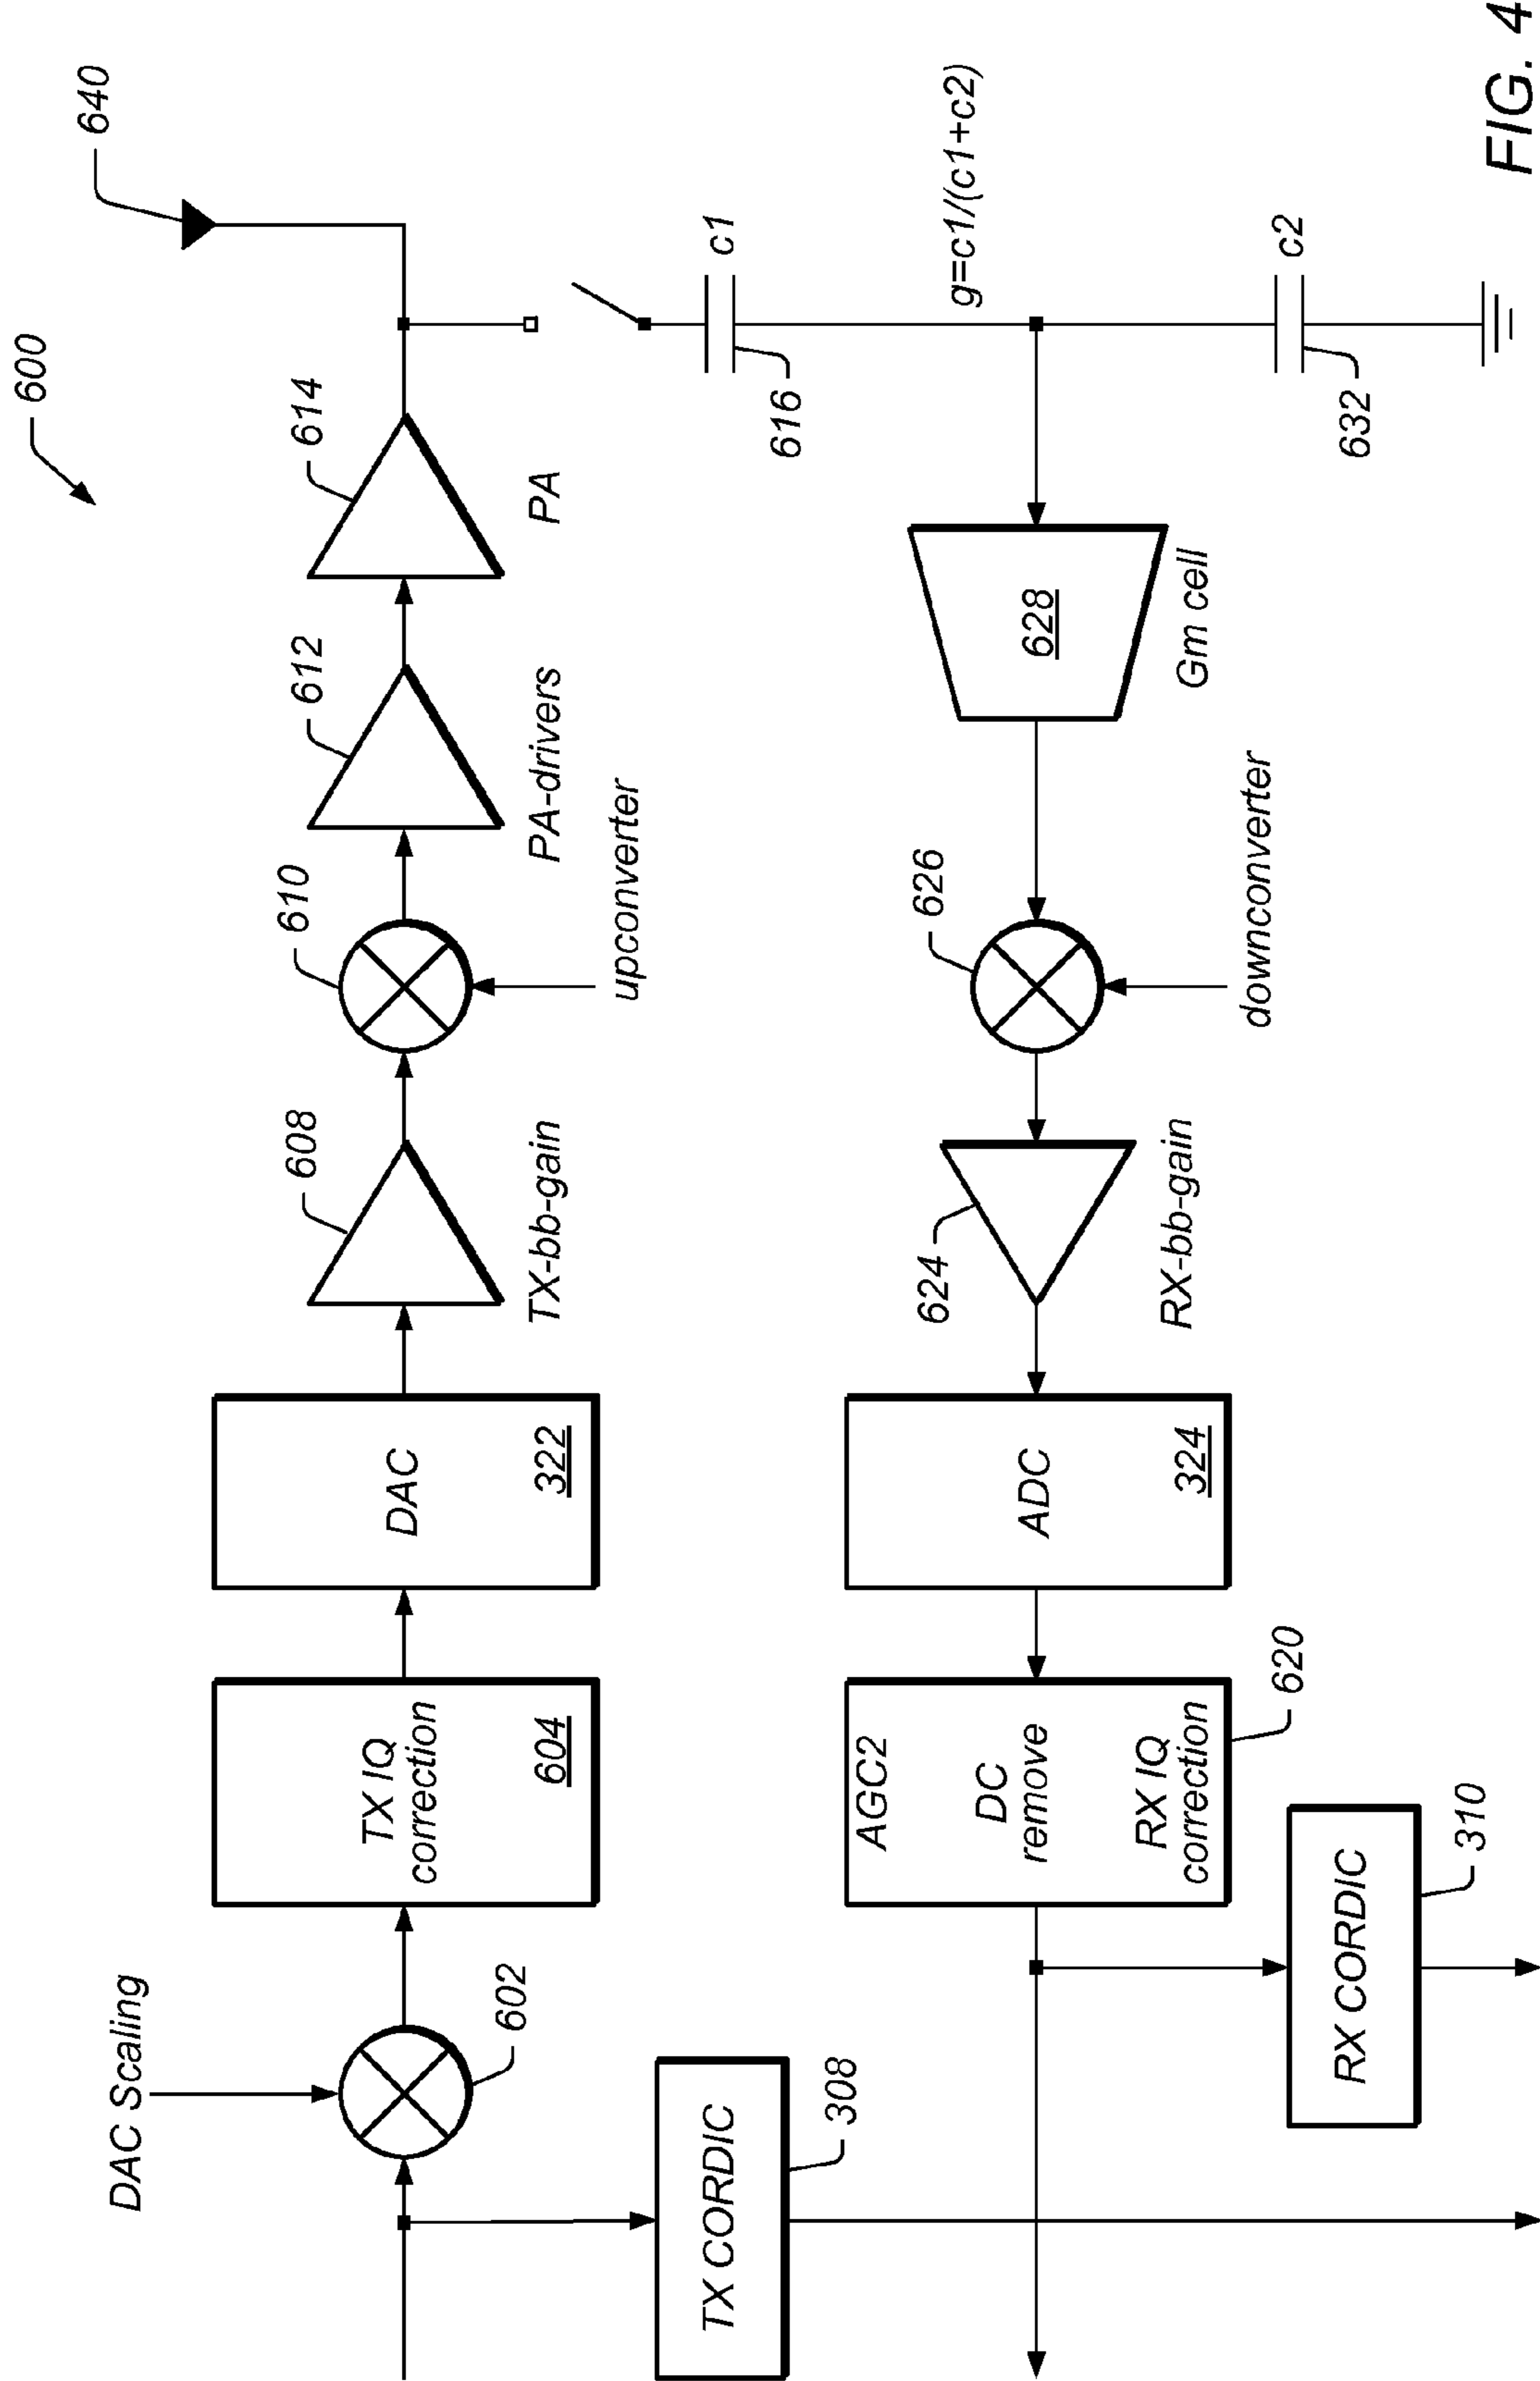 600
640
DAC Scaling
602
TX IQ
correction
604
DAC
322
608
TX-bb-gain
610
upconverter
612
PA-drivers
614
PA
TX CORDIC
308
c1
616
g=c1/(c1+c2)
AGC2
DC
remove
RX IQ
correction
620
ADC
324
624
RX-bb-gain
626
downconverter
628
Gm cell
c2
632
RX CORDIC
310
FIG. 4